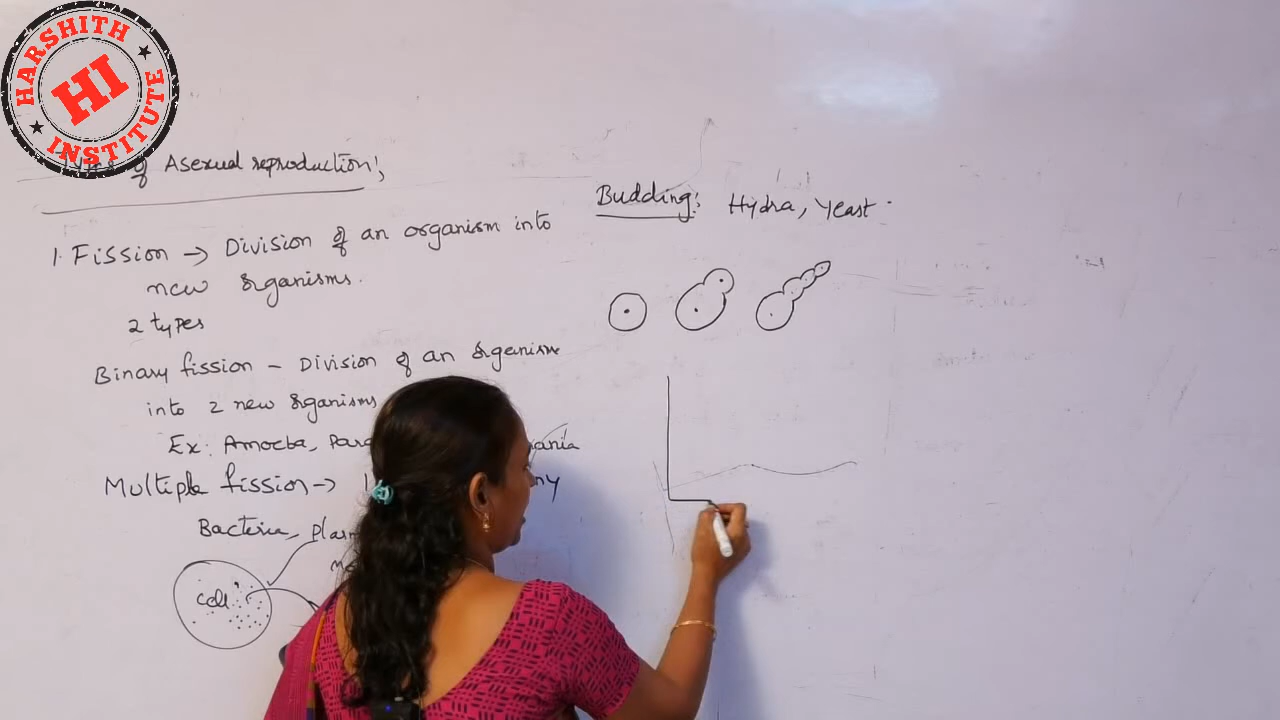 HARSHITH
HI
INSTITUTE
of Asexual reproduction;
1. Fission → Division of an organism into
new organisms.
2 types
Binary fission - Division of an organism
into 2 new organisms
Ex: Amoeba,
Multiple fission →
Bacteria,
Cell
Budding: Hydra, Yeast.